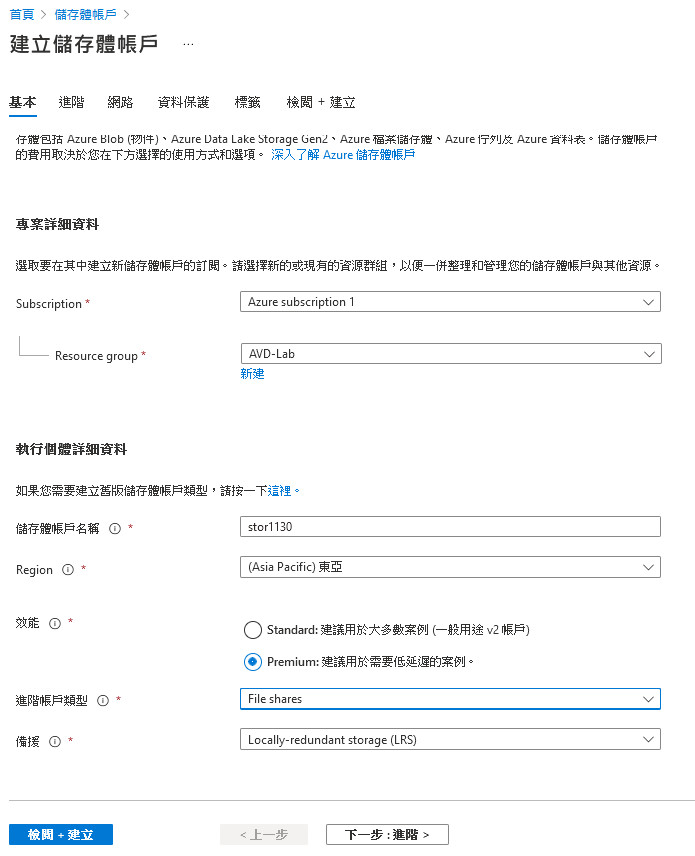 首頁 > 儲存體帳戶 >
建立儲存體帳戶 ...
基本 進階 網路 資料保護 標籤 檢閱 + 建立
存體包括 Azure Blob (物件)、Azure Data Lake Storage Gen2、Azure 檔案儲存體、Azure 佇列及 Azure 資料表。儲存體帳戶
的費用取決於您在下方選擇的使用方式和選項。 深入了解 Azure 儲存體帳戶
專案詳細資料
選取要在其中建立新儲存體帳戶的訂閱。請選擇新的或現有的資源群組，以便一併整理和管理您的儲存體帳戶與其他資源。
Subscription * Azure subscription 1
Resource group * AVD-Lab
新建
執行個體詳細資料
如果您需要建立舊版儲存體帳戶類型，請按一下這裡。
儲存體帳戶名稱 * stor1130
Region * (Asia Pacific) 東亞
效能 * Standard: 建議用於大多數案例 (一般用途 v2 帳戶)
Premium: 建議用於需要低延遲的案例。
進階帳戶類型 * File shares
備援 * Locally-redundant storage (LRS)
檢閱 + 建立 < 上一步 下一步 : 進階 >